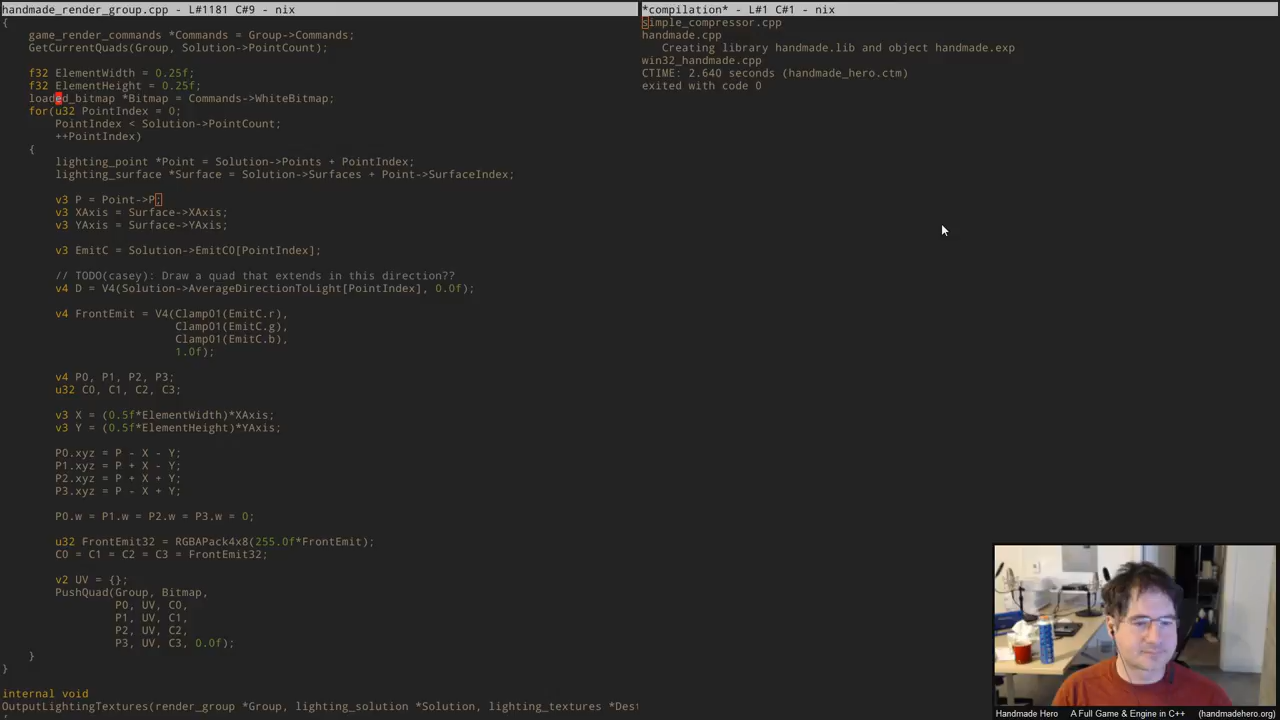 handmade_render_group.cpp - L#1181 C#9 - nix
{
game_render_commands *Commands = Group->Commands;
GetCurrentQuads(Group, Solution->PointCount);
f32 ElementWidth = 0.25f;
f32 ElementHeight = 0.25f;
loaded_bitmap *Bitmap = Commands->WhiteBitmap;
for(u32 PointIndex = 0;
PointIndex < Solution->PointCount;
++PointIndex)
{
lighting_point *Point = Solution->Points + PointIndex;
lighting_surface *Surface = Solution->Surfaces + Point->SurfaceIndex;
v3 P = Point->P;
v3 XAxis = Surface->XAxis;
v3 YAxis = Surface->YAxis;
v3 EmitC = Solution->EmitC0[PointIndex];
// TODO(casey): Draw a quad that extends in this direction??
v4 D = V4(Solution->AverageDirectionToLight[PointIndex], 0.0f);
v4 FrontEmit = V4(Clamp01(EmitC.r),
Clamp01(EmitC.g),
Clamp01(EmitC.b),
1.0f);
v4 P0, P1, P2, P3;
u32 C0, C1, C2, C3;
v3 X = (0.5f*ElementWidth)*XAxis;
v3 Y = (0.5f*ElementHeight)*YAxis;
P0.xyz = P - X - Y;
P1.xyz = P + X - Y;
P2.xyz = P + X + Y;
P3.xyz = P - X + Y;
P0.w = P1.w = P2.w = P3.w = 0;
u32 FrontEmit32 = RGBAPack4x8(255.0f*FrontEmit);
C0 = C1 = C2 = C3 = FrontEmit32;
v2 UV = {};
PushQuad(Group, Bitmap,
P0, UV, C0,
P1, UV, C1,
P2, UV, C2,
P3, UV, C3, 0.0f);
}
}
internal void
OutputLightingTextures(render_group *Group, lighting_solution *Solution, lighting_textures *Dest
*compilation* - L#1 C#1 - nix
simple_compressor.cpp
handmade.cpp
Creating library handmade.lib and object handmade.exp
win32_handmade.cpp
CTIME: 2.640 seconds (handmade_hero.ctm)
exited with code 0
Handmade Hero A Full Game & Engine in C++ (handmadehero.org)